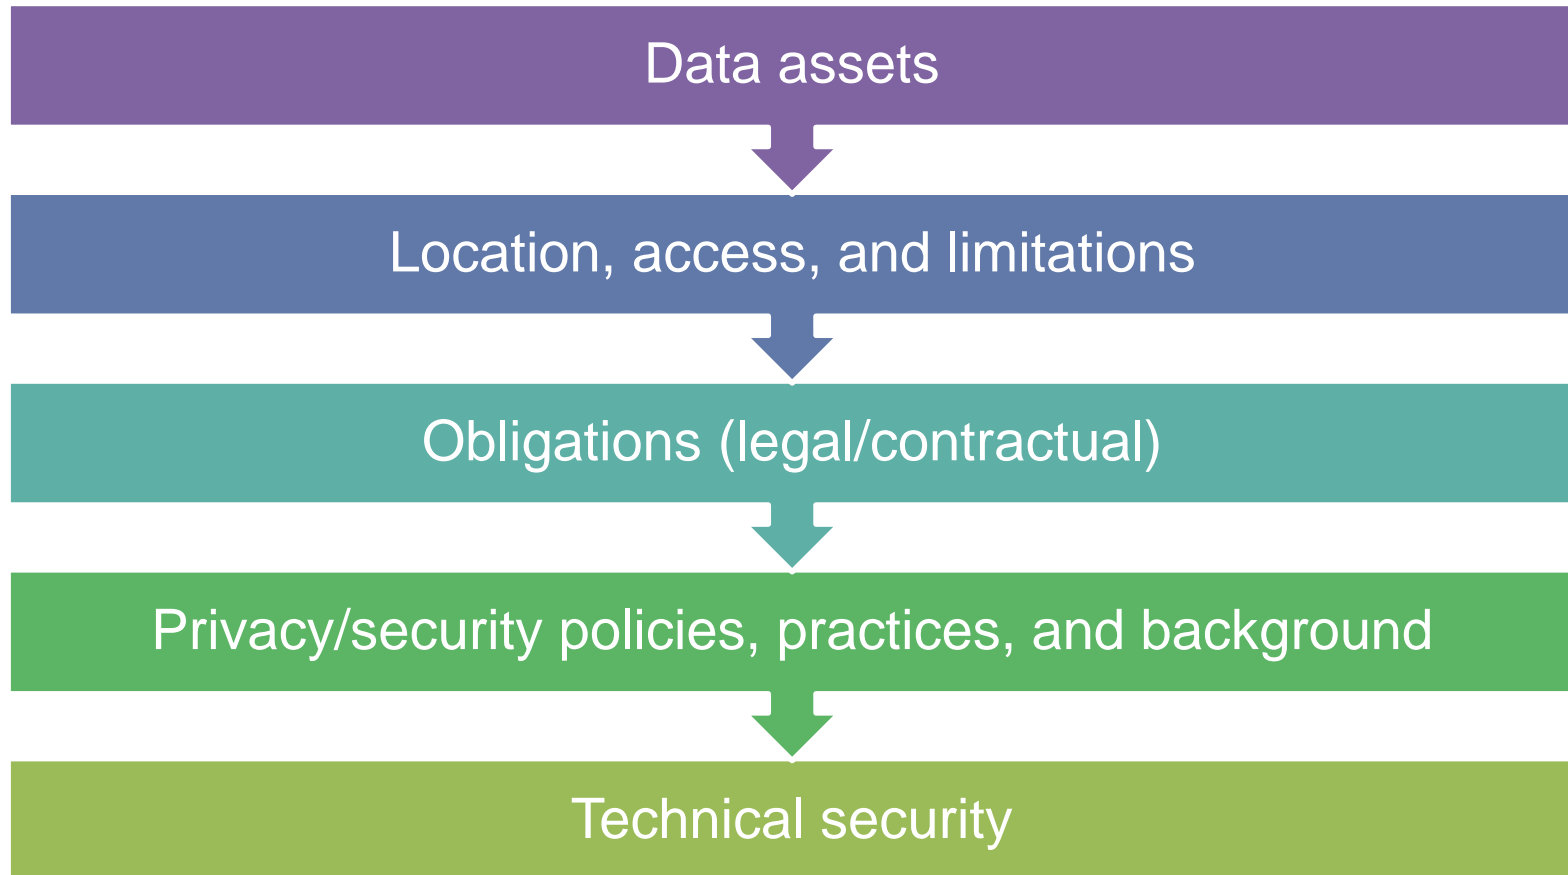 Data assets
Location, access, and limitations
Obligations (legal/contractual)
Privacy/security policies, practices, and background
Technical security